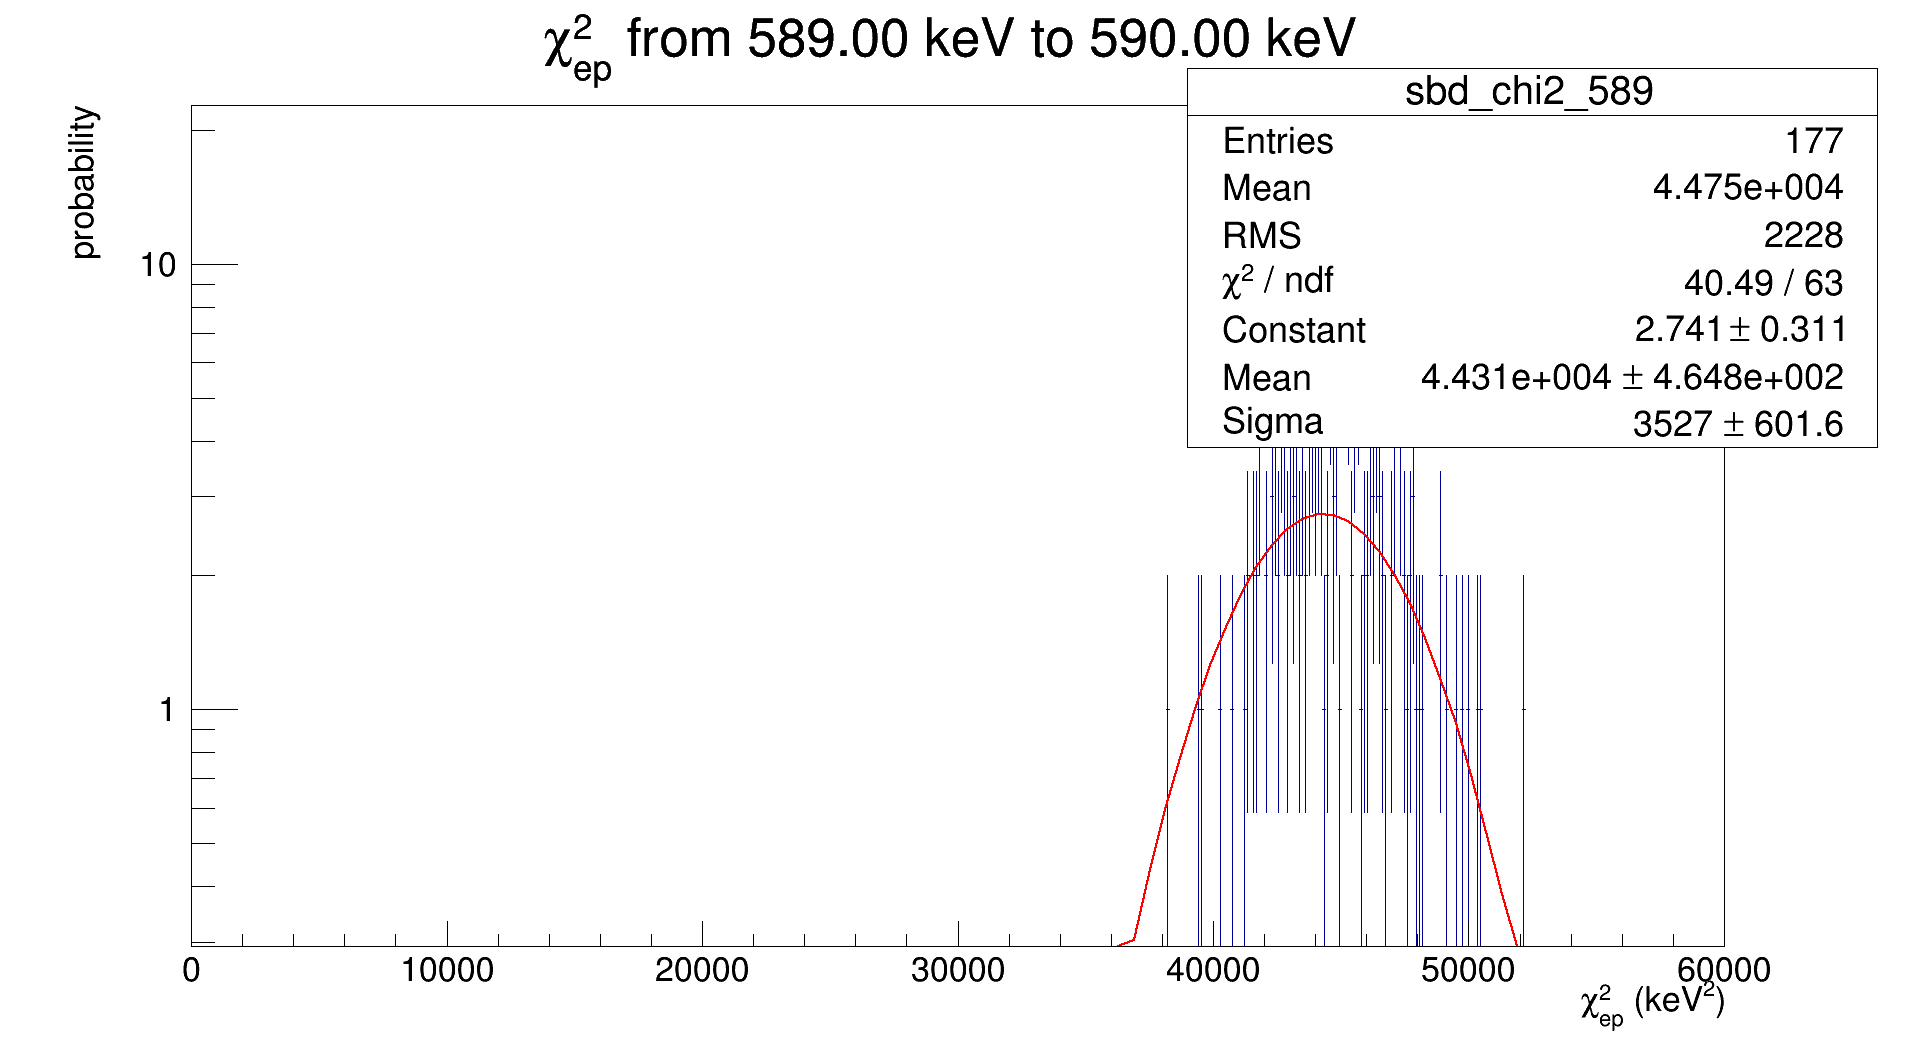 χ²ep from 589.00 keV to 590.00 keV
sbd_chi2_589
Entries 177
Mean 4.475e+004
RMS 2228
χ² / ndf 40.49 / 63
Constant 2.741 ± 0.311
Mean 4.431e+004 ± 4.648e+002
Sigma 3527 ± 601.6
probability
10
1
0 10000 20000 30000 40000 50000 60000
χ²ep (keV²)